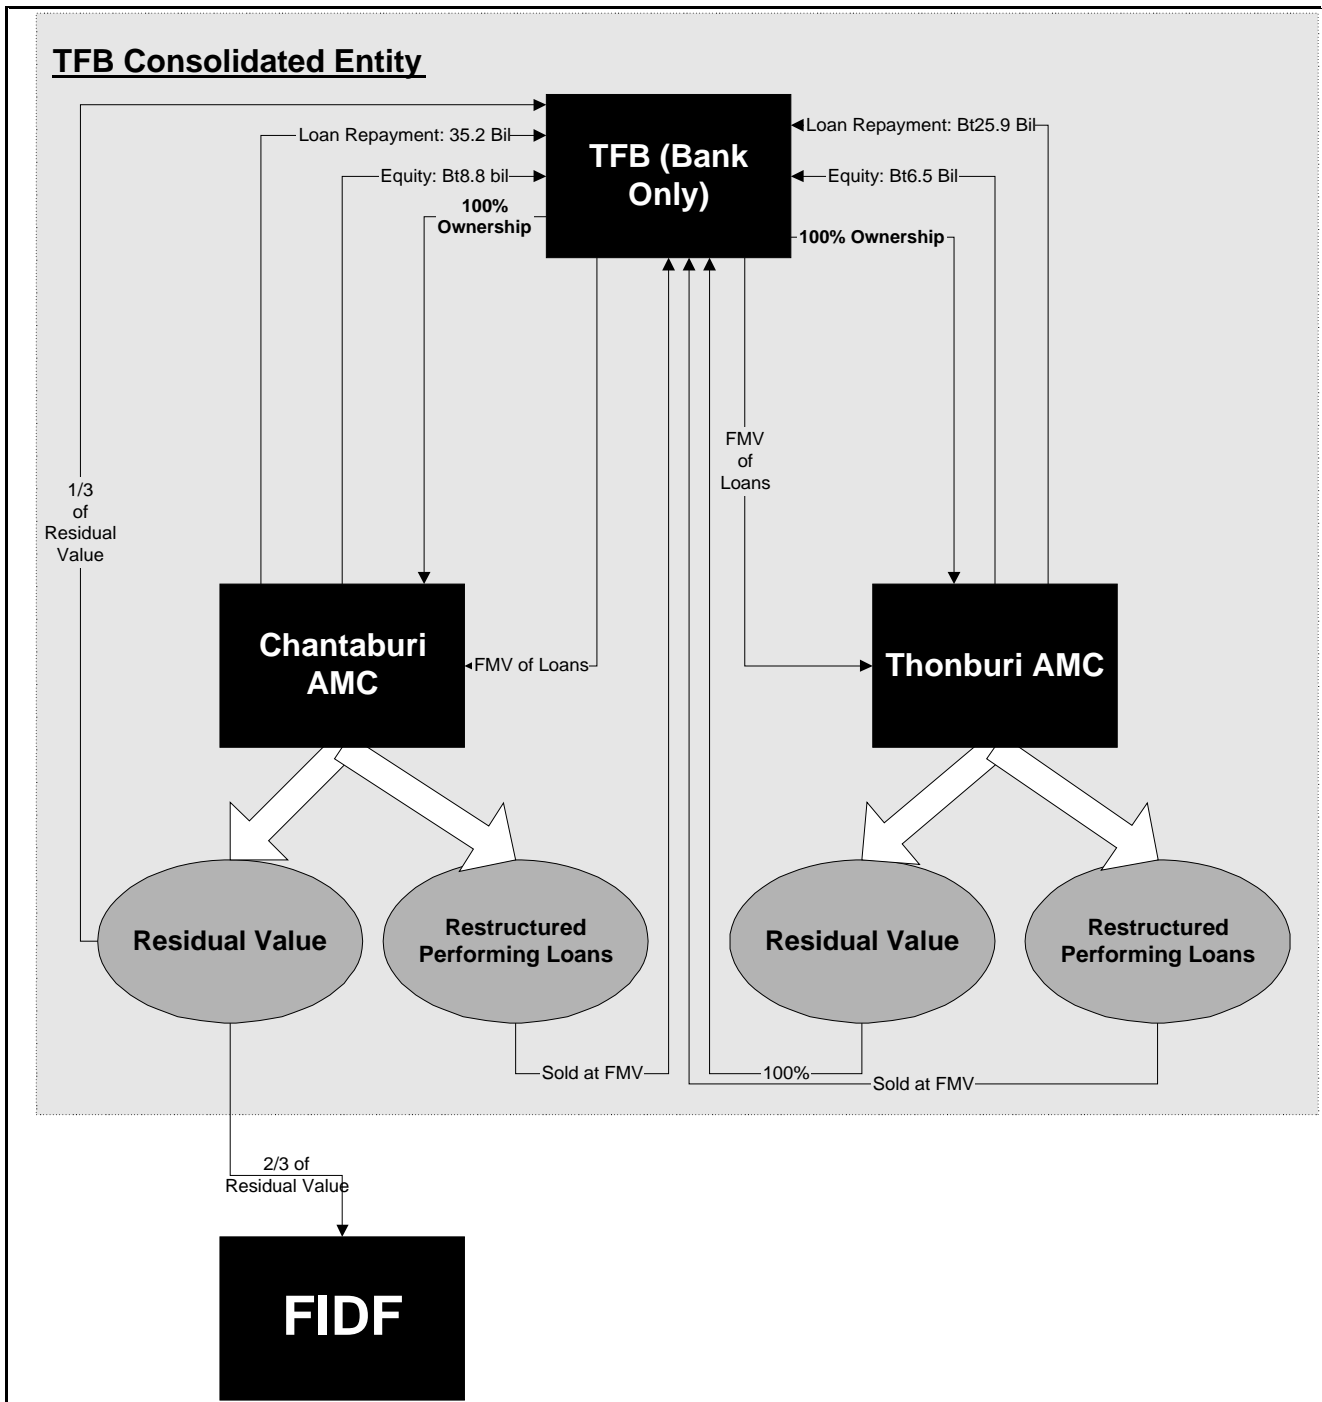 TFB Consolidated Entity
TFB (Bank
Only)
Loan Repayment: 35.2 Bil
Equity: Bt8.8 bil
100%
Ownership
Loan Repayment: Bt25.9 Bil
Equity: Bt6.5 Bil
100% Ownership
1/3
of
Residual
Value
FMV
of
Loans
Chantaburi
AMC
FMV of Loans
Thonburi AMC
Residual Value
Restructured
Performing Loans
Residual Value
Restructured
Performing Loans
Sold at FMV
100%
Sold at FMV
2/3 of
Residual Value
FIDF